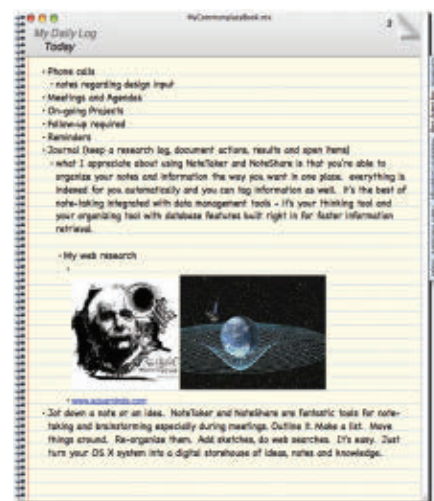 MyCommonplaceBook.ntx
3
My Daily Log
Today
• Phone calls
• notes regarding design input
• Meetings and Agendas
• On-going Projects
• Follow-up required
• Reminders
• Journal (keep a research log, document actions, results and open items)
• what I appreciate about using NoteTaker and NoteShare is that you're able to
organize your notes and information the way you want in one place. everything is
indexed for you automatically and you can tag information as well. It's the best of
note-taking integrated with data management tools - it's your thinking tool and
your organizing tool with database features built right in for faster information
retrieval.
• My web research
•
• www.aquaminds.com
• Jot down a note or an idea. NoteTaker and NoteShare are fantastic tools for note-
taking and brainstorming especially during meetings. Outline it. Make a list. Move
things around. Re-organize them. Add sketches, do web searches. It's easy. Just
turn your OS X system into a digital storehouse of ideas, notes and knowledge.